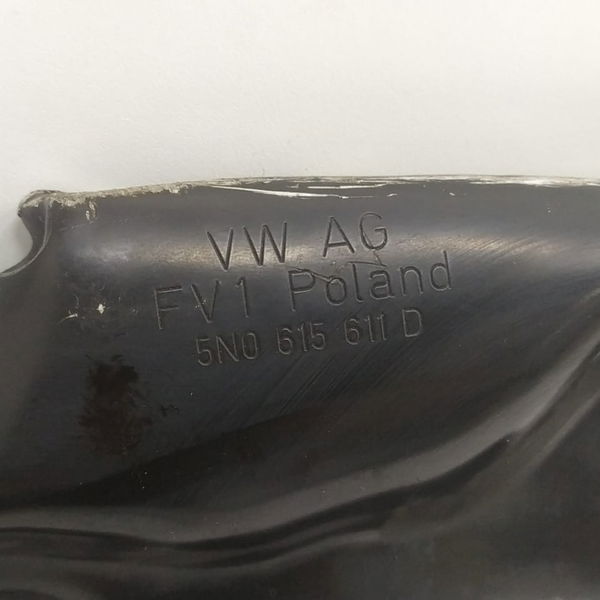 VW AG
FV1 Poland
5N0 615 611 D